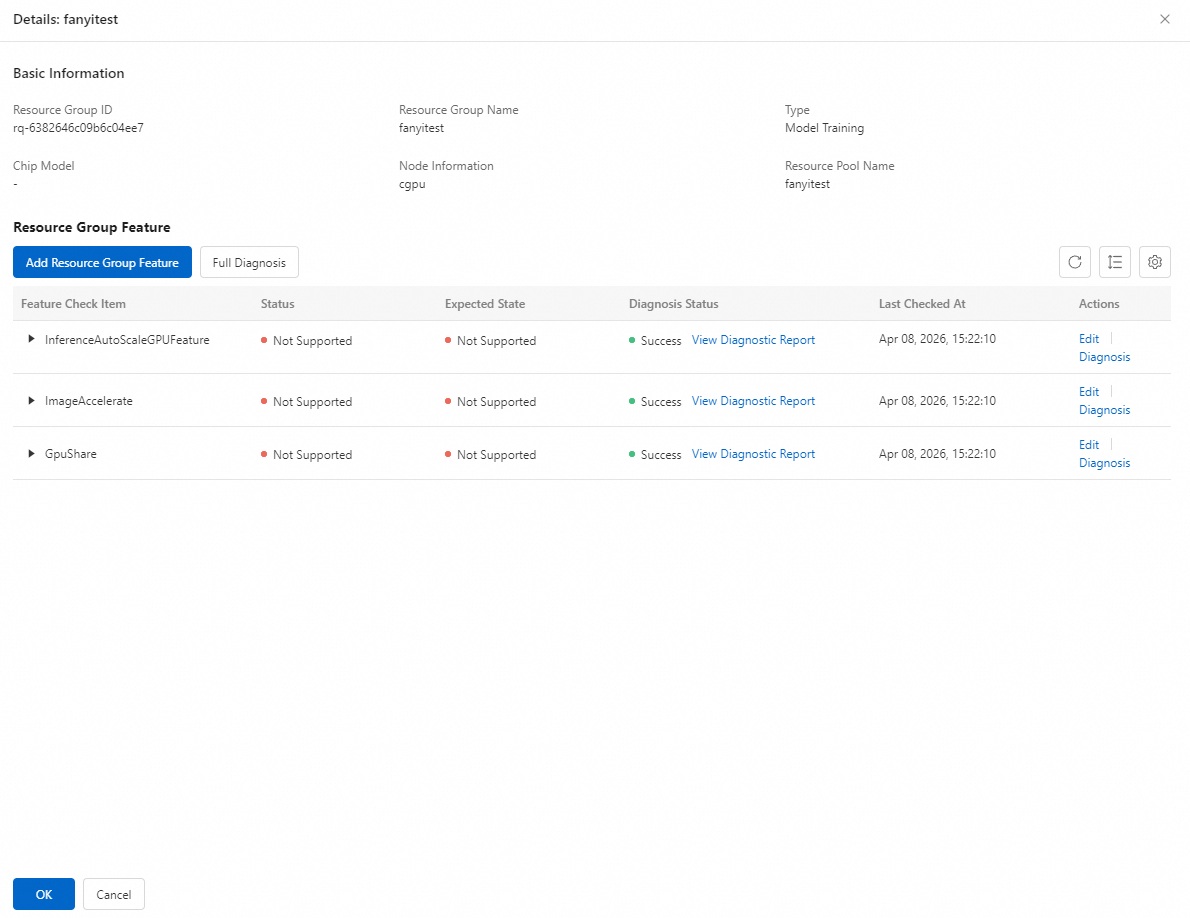 Details: fanyitest
Basic Information
Resource Group ID
rq-6382646c09b6c04ee7
Resource Group Name
fanyitest
Type
Model Training
Chip Model
-
Node Information
cgpu
Resource Pool Name
fanyitest
Resource Group Feature
Add Resource Group Feature
Full Diagnosis
Feature Check Item Status Expected State Diagnosis Status Last Checked At Actions
InferenceAutoScaleGPUFeature Not Supported Not Supported Success View Diagnostic Report Apr 08, 2026, 15:22:10 Edit
Diagnosis
ImageAccelerate Not Supported Not Supported Success View Diagnostic Report Apr 08, 2026, 15:22:10 Edit
Diagnosis
GpuShare Not Supported Not Supported Success View Diagnostic Report Apr 08, 2026, 15:22:10 Edit
Diagnosis
OK
Cancel